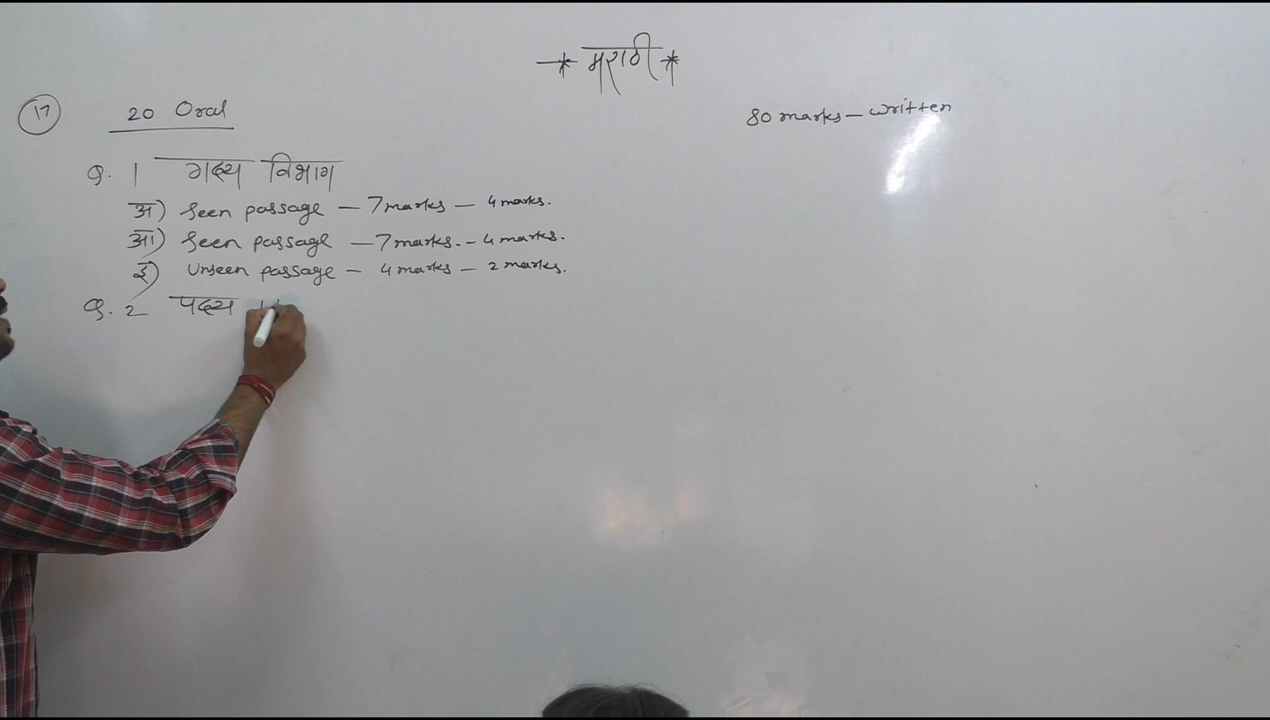 * मराठी *
17 20 Oral 80 marks - written
Q. 1 गद्य विभाग
अ) Seen passage - 7 marks - 4 marks.
आ) Seen passage - 7 marks. - 4 marks.
इ) Unseen passage - 4 marks - 2 marks.
Q. 2 पद्य